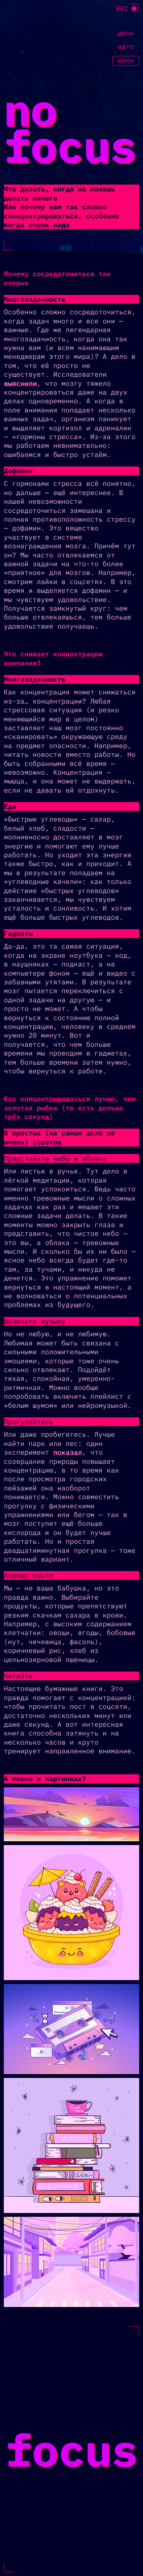 REC
день
авто
неон
no
focus
Что делать, когда не можешь
делать ничего
Или почему нам так сложно
сконцентрироваться, особенно
когда очень надо
Почему сосредоточиться так
сложно
Многозадачность
Особенно сложно сосредоточиться,
когда задач много и все они —
важные. Где же легендарная
многозадачность, когда она так
нужна вам (и всем начинающим
менеджерам этого мира)? А дело в
том, что её просто не
существует. Исследователи
выяснили, что мозгу тяжело
концентрироваться даже на двух
делах одновременно. А когда в
поле внимания попадает несколько
важных задач, организм паникует
и выделяет кортизол и адреналин
— «гормоны стресса». Из-за этого
мы работаем невнимательно:
ошибаемся и быстро устаём.
Дофамин
С гормонами стресса всё понятно,
но дальше — ещё интереснее. В
нашей невозможности
сосредоточиться замешана и
полная противоположность стрессу
— дофамин. Это вещество
участвует в системе
вознаграждения мозга. Причём тут
он? Мы часто отвлекаемся от
важной задачи на что-то более
«приятное» для мозгов. Например,
смотрим лайки в соцсетях. В это
время и выделяется дофамин — и
мы чувствуем удовольствие.
Получается замкнутый круг: чем
больше отвлекаешься, тем больше
удовольствия получаешь.
Что снижает концентрацию
внимания?
Многозадачность
Как концентрация может снижаться
из-за… концентрации? Любая
стрессовая ситуация (и резко
меняющийся мир в целом)
заставляет наш мозг постоянно
«сканировать» окружающую среду
на предмет опасности. Например,
читать новости вместо работы. Но
быть собранными всё время —
невозможно. Концентрация —
мышца, и она может не выдержать,
если не давать ей отдохнуть.
Еда
«Быстрые углеводы» — сахар,
белый хлеб, сладости —
молниеносно доставляют в мозг
энергию и помогают ему лучше
работать. Но уходит эта энергия
также быстро, как и приходит. А
мы в результате попадаем на
«углеводные качели»: как только
действие «быстрых углеводов»
заканчивается, мы чувствуем
усталость и сонливость. И хотим
ещё больше быстрых углеводов.
Гаджеты
Да-да, это та самая ситуация,
когда на экране ноутбука — код,
в наушниках — подкаст, а на
компьютере фоном — ещё и видео с
забавными утятами. В результате
мозг пытается переключиться с
одной задачи на другую — и
просто не может. А чтобы
вернуться к состоянию полной
концентрации, человеку в среднем
нужно 20 минут. Вот и
получается, что чем больше
времени мы проводим в гаджетах,
тем больше времени затем нужно,
чтобы вернуться к работе.
Как концентрироваться лучше, чем
золотая рыбка (то есть дольше
трёх секунд)
5 простых (на самом деле не
очень) советов
Представьте небо и облака
Или листья в ручье. Тут дело в
лёгкой медитации, которая
помогает успокоиться. Ведь часто
именно тревожные мысли о сложных
задачах как раз и мешают эти
сложные задачи делать. В такие
моменты можно закрыть глаза и
представить, что чистое небо —
это вы, а облака — тревожные
мысли. И сколько бы их ни было —
ясное небо всегда будет где-то
там, за тучами, и никуда не
денется. Это упражнение поможет
вернуться в настоящий момент, а
не волноваться о потенциальных
проблемах из будущего.
Включите музыку
Но не любую, и не любимую.
Любимая может быть связана с
сильными положительными
эмоциями, которые тоже очень
сильно отвлекают. Подойдёт
тихая, спокойная, умеренно-
ритмичная. Можно вообще
попробовать включить плейлист с
«белым шумом» или нейромузыкой.
Прогуляйтесь
Или даже пробегитесь. Лучше
найти парк или лес: один
эксперимент показал, что
созерцание природы повышает
концентрацию, в то время как
после просмотра городских
пейзажей она наоборот
понижается. Можно совместить
прогулку с физическими
упражнениями или бегом — так в
мозг поступит ещё больше
кислорода и он будет лучше
работать. Но и простая
двадцатиминутная прогулка — тоже
отличный вариант.
Хорошо ешьте
Мы — не ваша бабушка, но это
правда важно. Выбирайте
продукты, которые препятствуют
резким скачкам сахара в крови.
Например, с высоким содержанием
клетчатки: овощи, ягоды, бобовые
(нут, чечевица, фасоль),
коричневый рис, хлеб из
цельнозерновой пшеницы.
Читайте
Настоящие бумажные книги. Это
правда помогает с концентрацией:
чтобы прочитать пост в соцсети,
достаточно нескольких минут или
даже секунд. А вот интересная
книга способна затянуть и на
несколько часов и круто
тренирует направленное внимание.
А можно в картинках?
focus